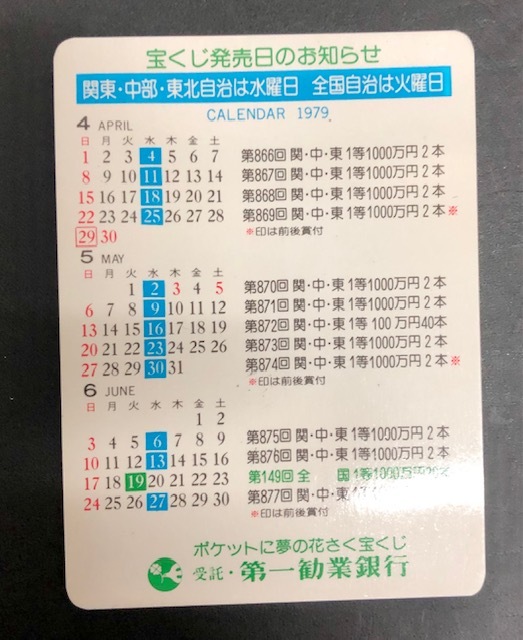 宝くじ発売日のお知らせ
関東・中部・東北自治は水曜日 全国自治は火曜日
CALENDAR 1979
4 APRIL
日 月 火 水 木 金 土
1 2 3 4 5 6 7 第866回 関・中・東 1等1000万円 2本
8 9 10 11 12 13 14 第867回 関・中・東 1等1000万円 2本
15 16 17 18 19 20 21 第868回 関・中・東 1等1000万円 2本
22 23 24 25 26 27 28 第869回 関・中・東 1等1000万円 2本※
29 30 ※印は前後賞付
5 MAY
日 月 火 水 木 金 土
1 2 3 4 5 第870回 関・中・東 1等1000万円 2本
6 7 8 9 10 11 12 第871回 関・中・東 1等1000万円 2本
13 14 15 16 17 18 19 第872回 関・中・東 1等 100万円40本
20 21 22 23 24 25 26 第873回 関・中・東 1等1000万円 2本
27 28 29 30 31 第874回 関・中・東 1等1000万円 2本※
※印は前後賞付
6 JUNE
日 月 火 水 木 金 土
1 2
3 4 5 6 7 8 9 第875回 関・中・東 1等1000万円 2本
10 11 12 13 14 15 16 第876回 関・中・東 1等1000万円 2本
17 18 19 20 21 22 23 第149回 全 国 1等1000万円
24 25 26 27 28 29 30 第877回 関・中・東
※印は前後賞付
ポケットに夢の花さく宝くじ
受託・第一勧業銀行